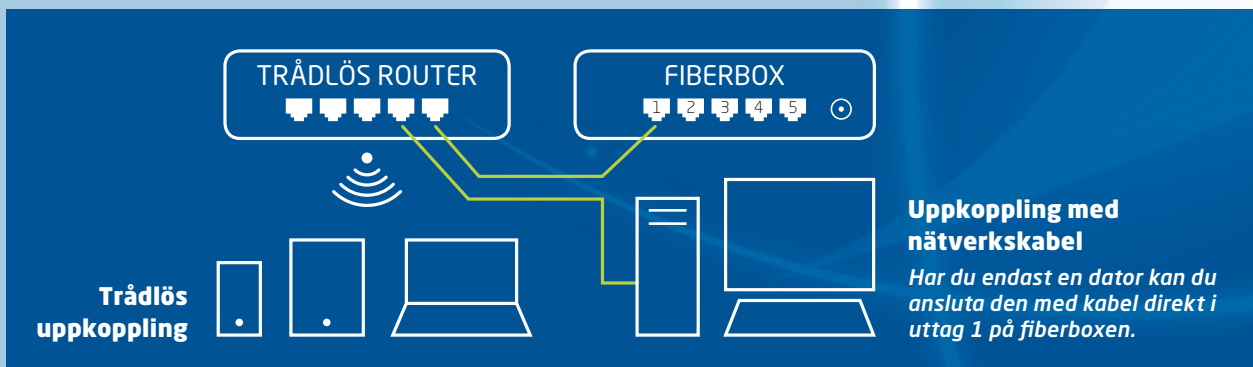 TRÅDLÖS ROUTER
FIBERBOX
1 2 3 4 5
Trådlös
uppkoppling
Uppkoppling med
nätverkskabel
Har du endast en dator kan du
ansluta den med kabel direkt i
uttag 1 på fiberboxen.